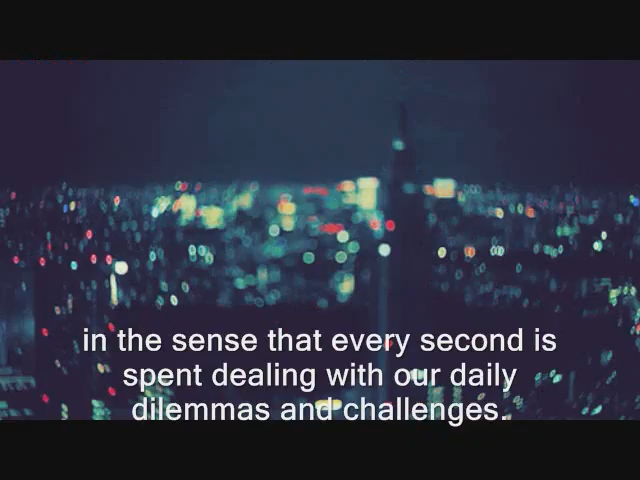 in the sense that every second is
spent dealing with our daily
dilemmas and challenges.